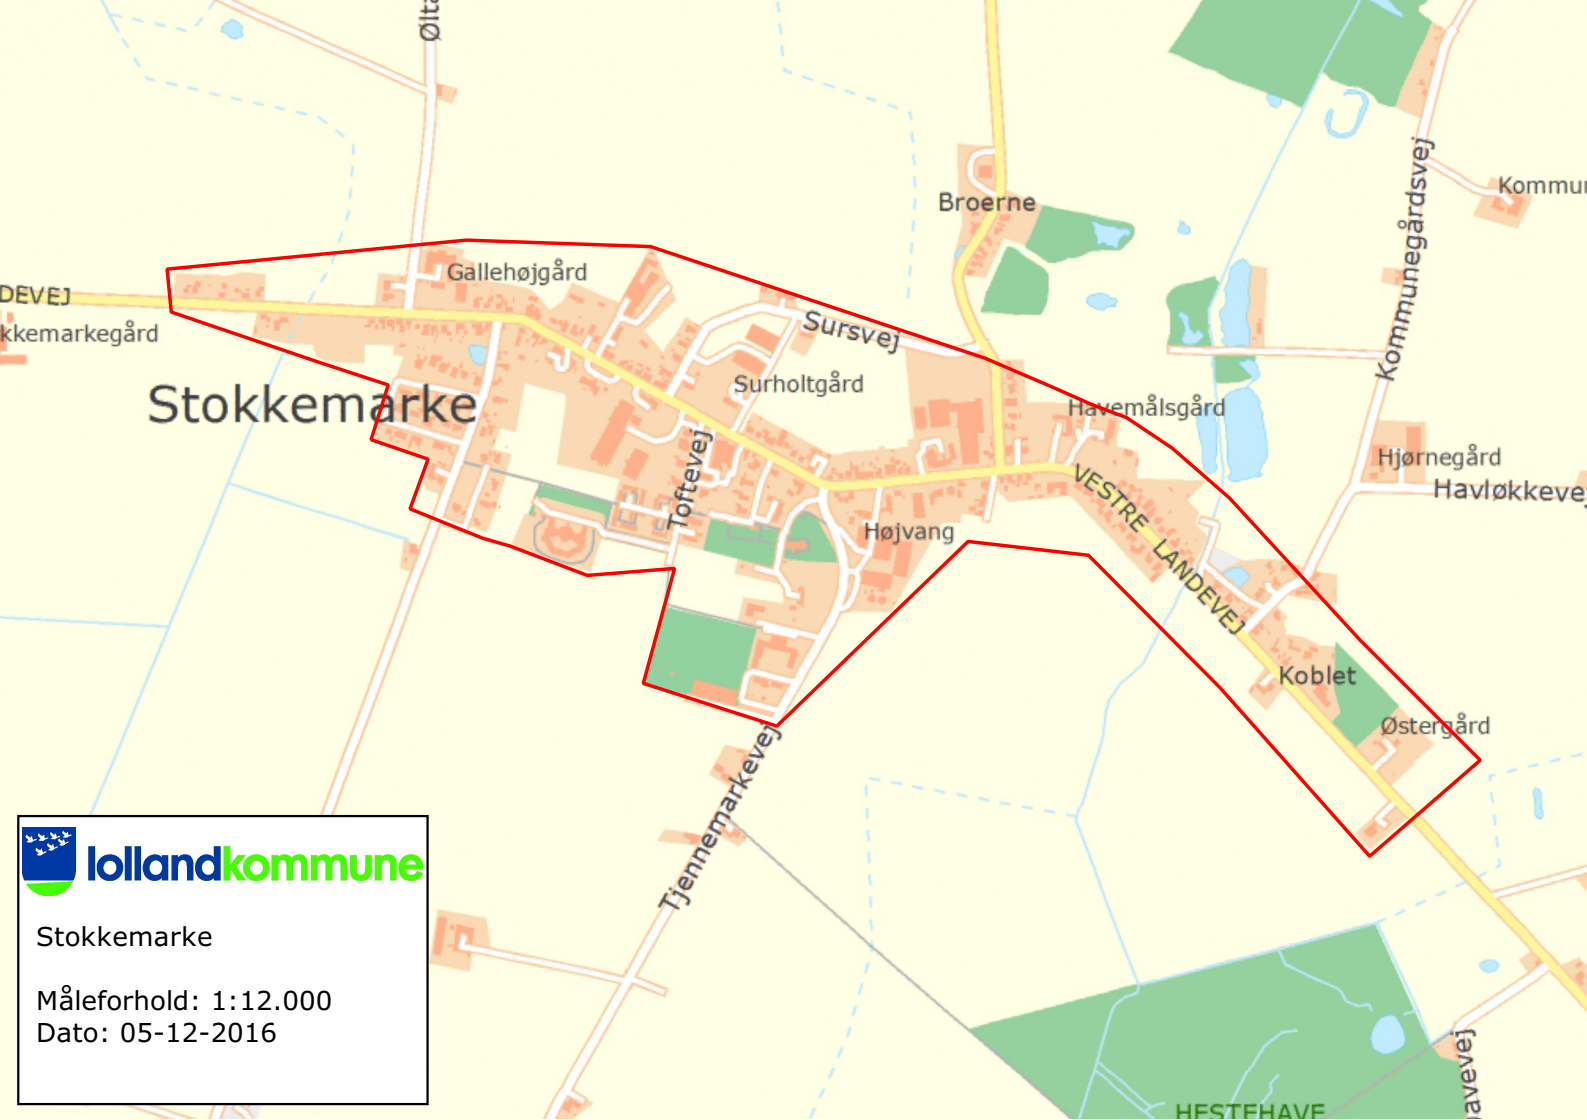 Ølt
Kommun
Kommunegårdsvej
Broerne
Gallehøjgård
DEVEJ
kkemarkegård
Sursvej
Surholtgård
Stokkemarke
Havemålsgård
Toftevej
Hjørnegård
Havløkkevej
VESTRE LANDEVEJ
Højvang
Koblet
Østergård
Tjennemarkevej
lollandkommune
Stokkemarke
Måleforhold: 1:12.000
Dato: 05-12-2016
avevej
HESTEHAVE